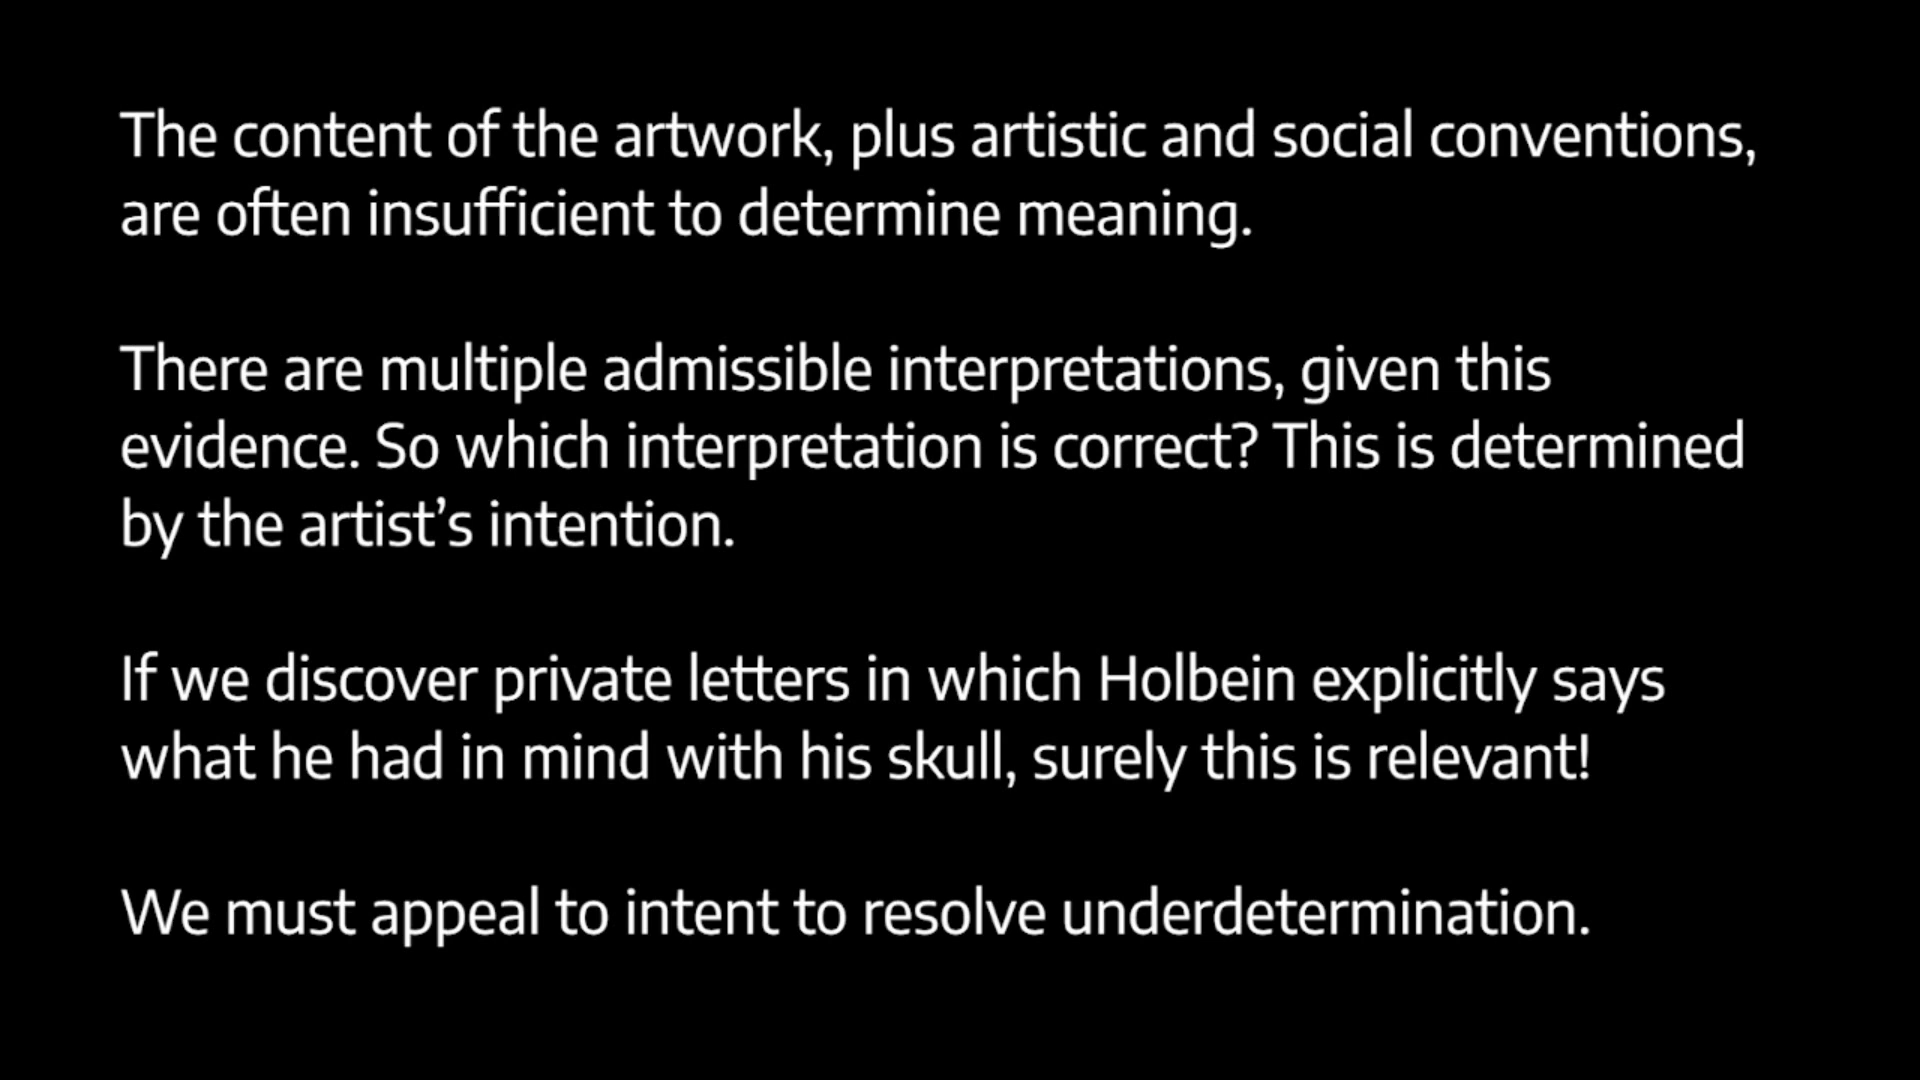 The content of the artwork, plus artistic and social conventions,
are often insufficient to determine meaning.
There are multiple admissible interpretations, given this
evidence. So which interpretation is correct? This is determined
by the artist’s intention.
If we discover private letters in which Holbein explicitly says
what he had in mind with his skull, surely this is relevant!
We must appeal to intent to resolve underdetermination.